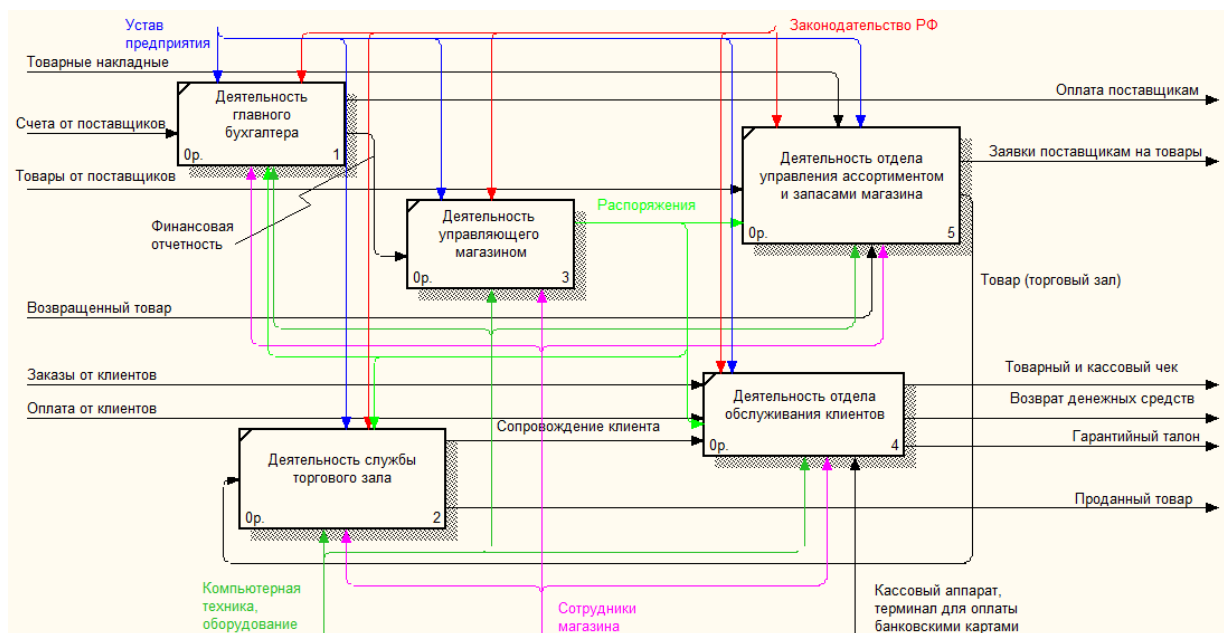 Устав
предприятия
Законодательство РФ
Товарные накладные
Деятельность
главного
бухгалтера
0р. 1
Оплата поставщикам
Счета от поставщиков
Деятельность отдела
управления ассортиментом
и запасами магазина
0р. 5
Заявки поставщикам на товары
Товары от поставщиков
Финансовая
отчетность
Деятельность
управляющего
магазином
0р. 3
Распоряжения
Товар (торговый зал)
Возвращенный товар
Заказы от клиентов
Оплата от клиентов
Деятельность отдела
обслуживания клиентов
0р. 4
Товарный и кассовый чек
Возврат денежных средств
Гарантийный талон
Сопровождение клиента
Деятельность службы
торгового зала
0р. 2
Проданный товар
Компьютерная
техника,
оборудование
Сотрудники
магазина
Кассовый аппарат,
терминал для оплаты
банковскими картами